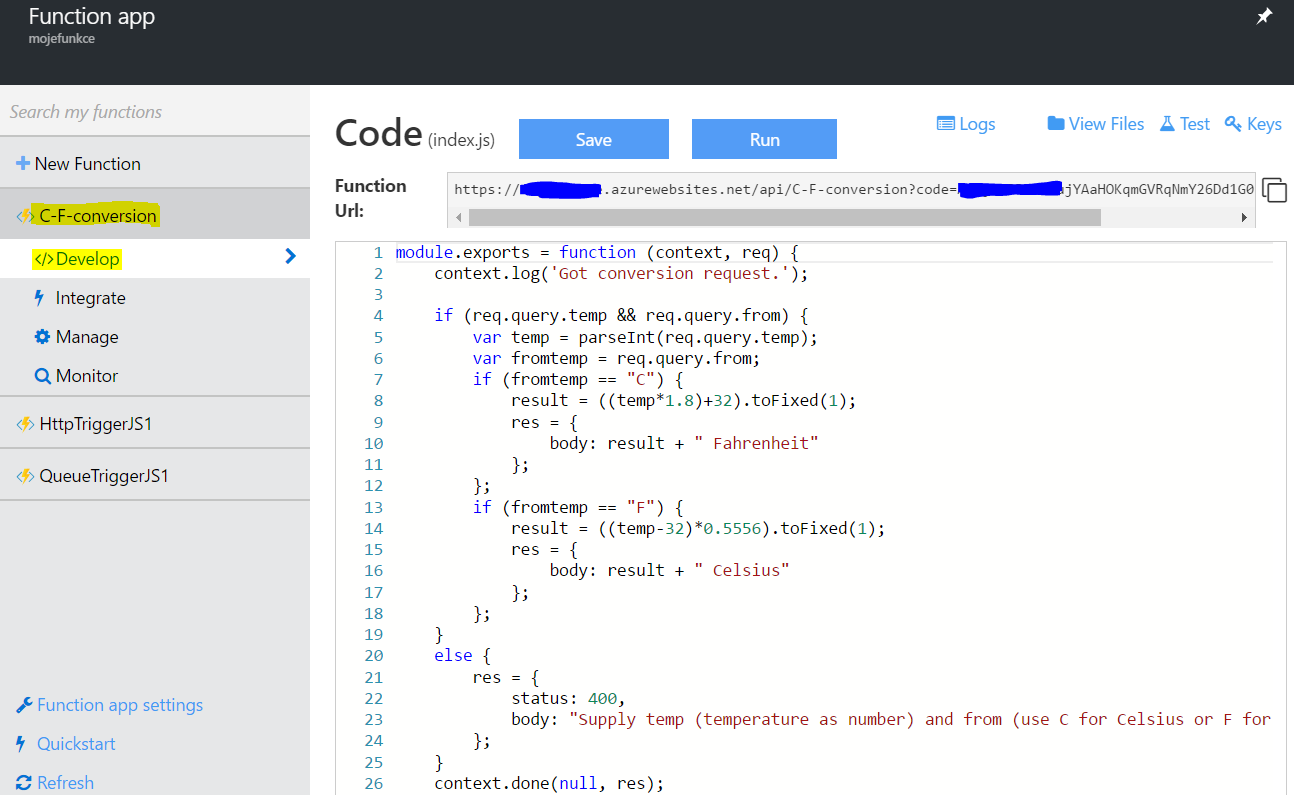 Function app
mojefunkce
Search my functions
New Function
C-F-conversion
</>Develop
Integrate
Manage
Monitor
HttpTriggerJS1
QueueTriggerJS1
Function app settings
Quickstart
Refresh
Code (index.js)
Save
Run
Logs
View Files
Test
Keys
Function
Url:
https:// .azurewebsites.net/api/C-F-conversion?code= jYAaHOKqmGVRqNmY26Dd1G0
1 module.exports = function (context, req) {
2     context.log('Got conversion request.');
3
4     if (req.query.temp && req.query.from) {
5         var temp = parseInt(req.query.temp);
6         var fromtemp = req.query.from;
7         if (fromtemp == "C") {
8             result = ((temp*1.8)+32).toFixed(1);
9             res = {
10                 body: result + " Fahrenheit"
11             };
12         };
13         if (fromtemp == "F") {
14             result = ((temp-32)*0.5556).toFixed(1);
15             res = {
16                 body: result + " Celsius"
17             };
18         };
19     }
20     else {
21         res = {
22             status: 400,
23             body: "Supply temp (temperature as number) and from (use C for Celsius or F for
24         };
25     }
26     context.done(null, res);